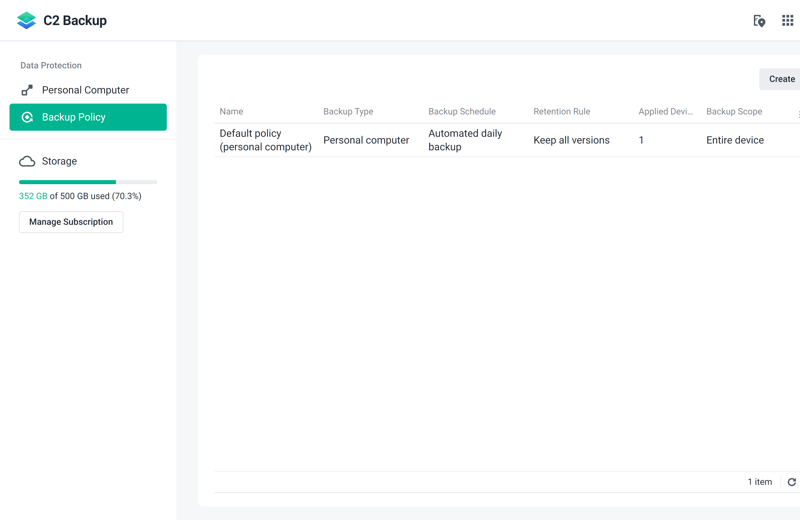 C2 Backup
Data Protection
Personal Computer
Backup Policy
Storage
352 GB of 500 GB used (70.3%)
Manage Subscription
Create
Name Backup Type Backup Schedule Retention Rule Applied Devi... Backup Scope
Default policy
(personal computer)
Personal computer
Automated daily
backup
Keep all versions
1
Entire device
1 item